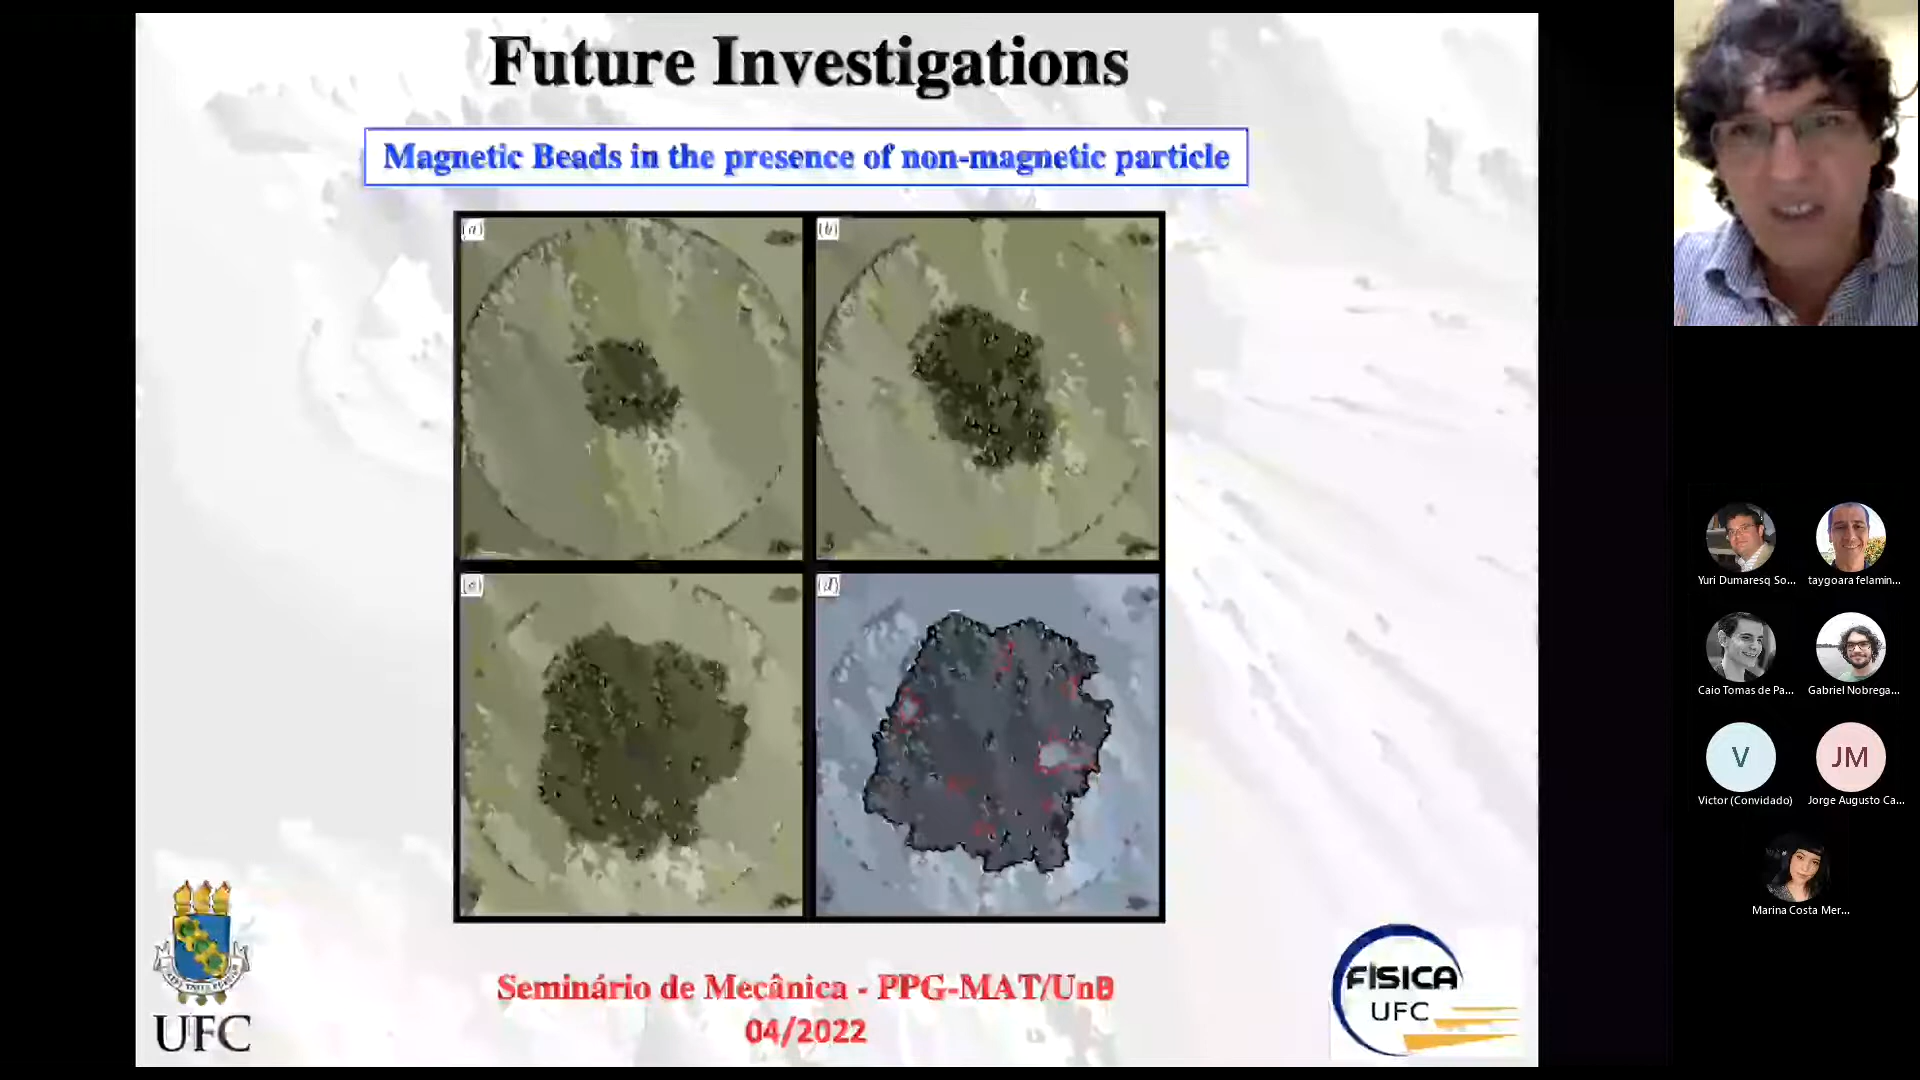 Future Investigations
Magnetic Beads in the presence of non-magnetic particle
(a)
(b)
(c)
(d)
Seminário de Mecânica - PPG-MAT/UnB
04/2022
UFC
FÍSICA
UFC
Yuri Dumaresq So...
taygoara felamin...
Caio Tomas de Pa...
Gabriel Nobrega...
V
JM
Victor (Convidado)
Jorge Augusto Ca...
Marina Costa Mer...